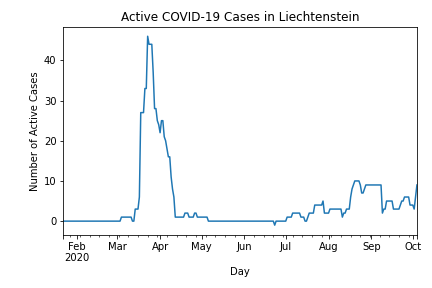 Active COVID-19 Cases in Liechtenstein
Number of Active Cases
40
30
20
10
0
Feb Mar Apr May Jun Jul Aug Sep Oct
2020
Day